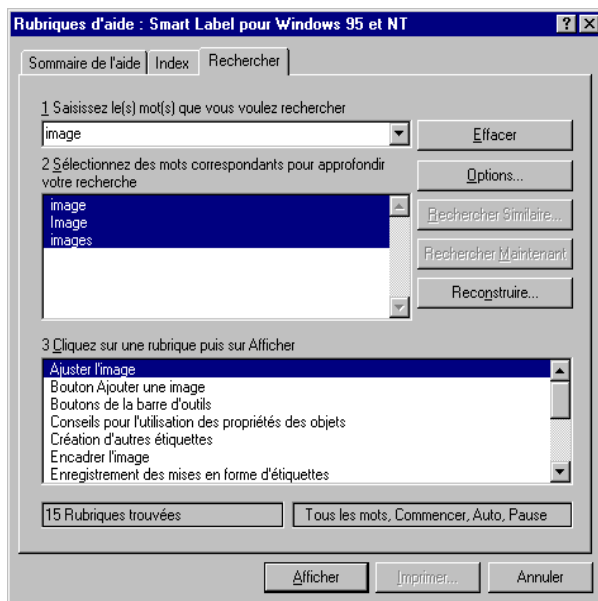 Rubriques d'aide : Smart Label pour Windows 95 et NT
Sommaire de l'aide Index Rechercher
1 Saisissez le(s) mot(s) que vous voulez rechercher
image Effacer
2 Sélectionnez des mots correspondants pour approfondir
votre recherche
Options...
image
Image
images
Rechercher Similaire...
Rechercher Maintenant
Reconstruire...
3 Cliquez sur une rubrique puis sur Afficher
Ajuster l'image
Bouton Ajouter une image
Boutons de la barre d'outils
Conseils pour l'utilisation des propriétés des objets
Création d'autres étiquettes
Encadrer l'image
Enregistrement des mises en forme d'étiquettes
15 Rubriques trouvées Tous les mots, Commencer, Auto, Pause
Afficher Imprimer... Annuler